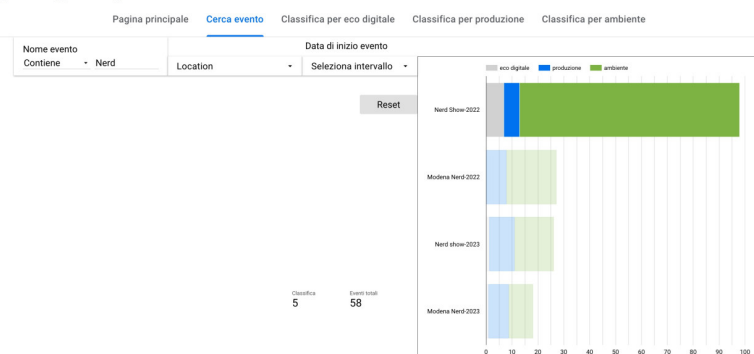 Pagina principale Cerca evento Classifica per eco digitale Classifica per produzione Classifica per ambiente
Nome evento
Contiene Nerd
Data di inizio evento
Location Seleziona intervallo
Reset
eco digitale produzione ambiente
Nerd Show-2022
Modena Nerd-2022
Nerd show-2023
Modena Nerd-2023
Classifica Eventi totali
5 58
0 10 20 30 40 50 60 70 80 90 100